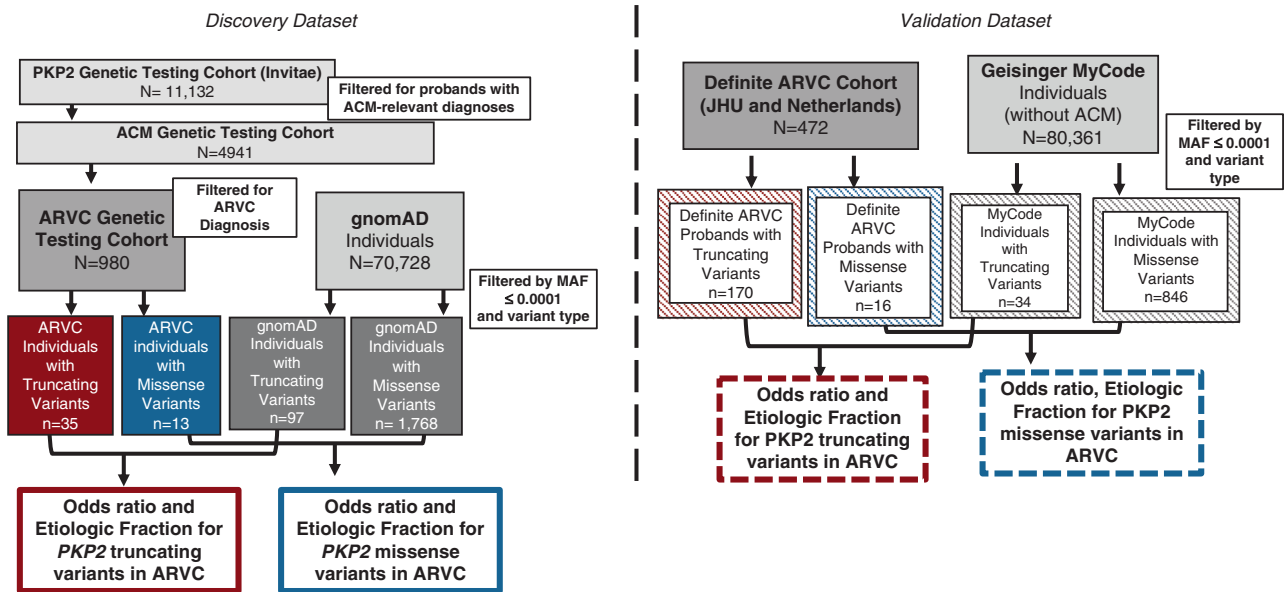 Discovery Dataset
PKP2 Genetic Testing Cohort (Invitae)
N= 11,132
Filtered for probands with
ACM-relevant diagnoses
ACM Genetic Testing Cohort
N=4941
Filtered for
ARVC
Diagnosis
ARVC Genetic
Testing Cohort
N=980
gnomAD
Individuals
N=70,728
Filtered by MAF
≤ 0.0001
and variant type
ARVC
Individuals
with
Truncating
Variants
n=35
ARVC
individuals
with
Missense
Variants
n=13
gnomAD
Individuals
with
Truncating
Variants
n=97
gnomAD
Individuals
with
Missense
Variants
n= 1,768
Odds ratio and
Etiologic Fraction for
PKP2 truncating
variants in ARVC
Odds ratio and
Etiologic Fraction for
PKP2 missense
variants in ARVC
Validation Dataset
Definite ARVC Cohort
(JHU and Netherlands)
N=472
Geisinger MyCode
Individuals
(without ACM)
N=80,361
Filtered by
MAF ≤ 0.0001
and variant
type
Definite ARVC
Probands with
Truncating
Variants
n=170
Definite
ARVC
Probands with
Missense
Variants
n=16
MyCode
Individuals
with
Truncating
Variants
n=34
MyCode
Individuals with
Missense
Variants
n=846
Odds ratio and
Etiologic Fraction
for PKP2 truncating
variants in ARVC
Odds ratio, Etiologic
Fraction for PKP2
missense variants in
ARVC